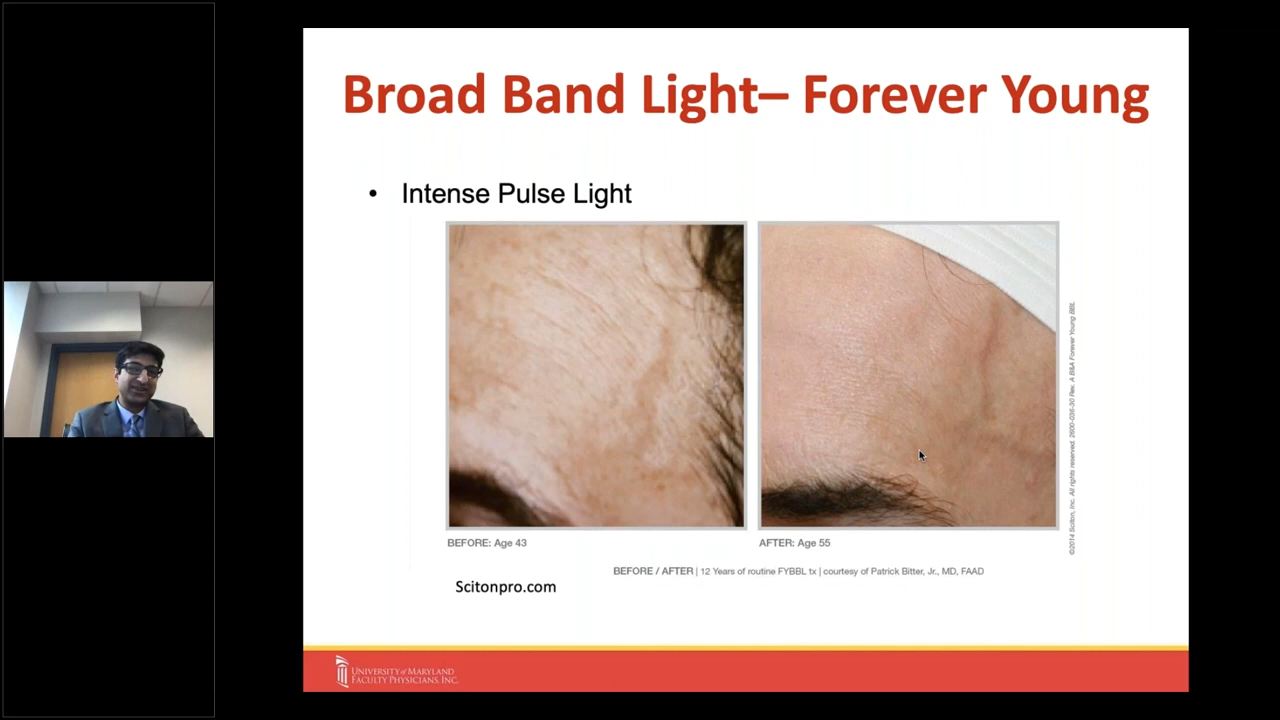 Broad Band Light– Forever Young
• Intense Pulse Light
BEFORE: Age 43
AFTER: Age 55
BEFORE / AFTER | 12 Years of routine FYBBL tx | courtesy of Patrick Bitter, Jr., MD, FAAD
©2014 Sciton, Inc. All rights reserved. 2600-036-30 Rev. A B&A Forever Young BBL
Scitonpro.com
UNIVERSITY of MARYLAND
FACULTY PHYSICIANS, INC.